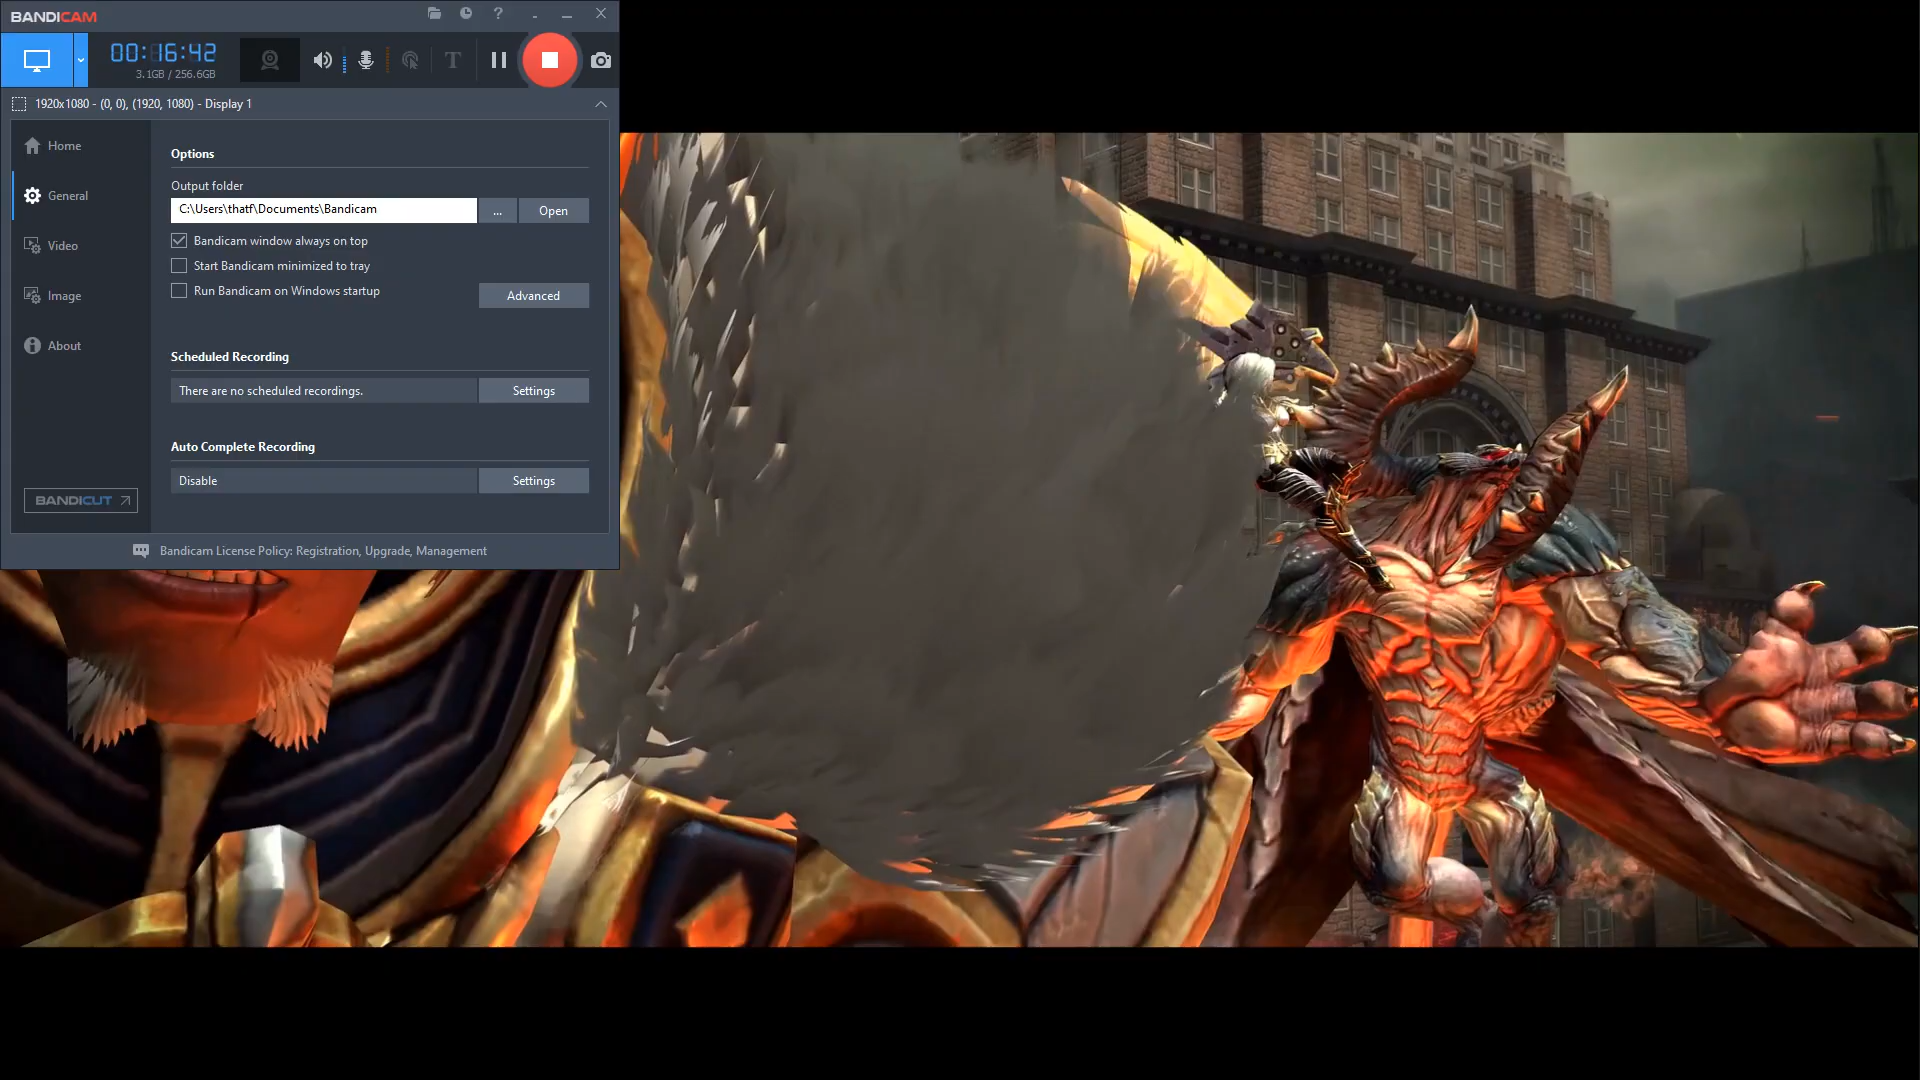 BANDICAM
00:16:42
3.1GB / 256.6GB
1920x1080 - (0, 0), (1920, 1080) - Display 1
Home
General
Video
Image
About
BANDICUT
Options
Output folder
C:\Users\thatf\Documents\Bandicam
...
Open
Bandicam window always on top
Start Bandicam minimized to tray
Run Bandicam on Windows startup
Advanced
Scheduled Recording
There are no scheduled recordings.
Settings
Auto Complete Recording
Disable
Settings
Bandicam License Policy: Registration, Upgrade, Management